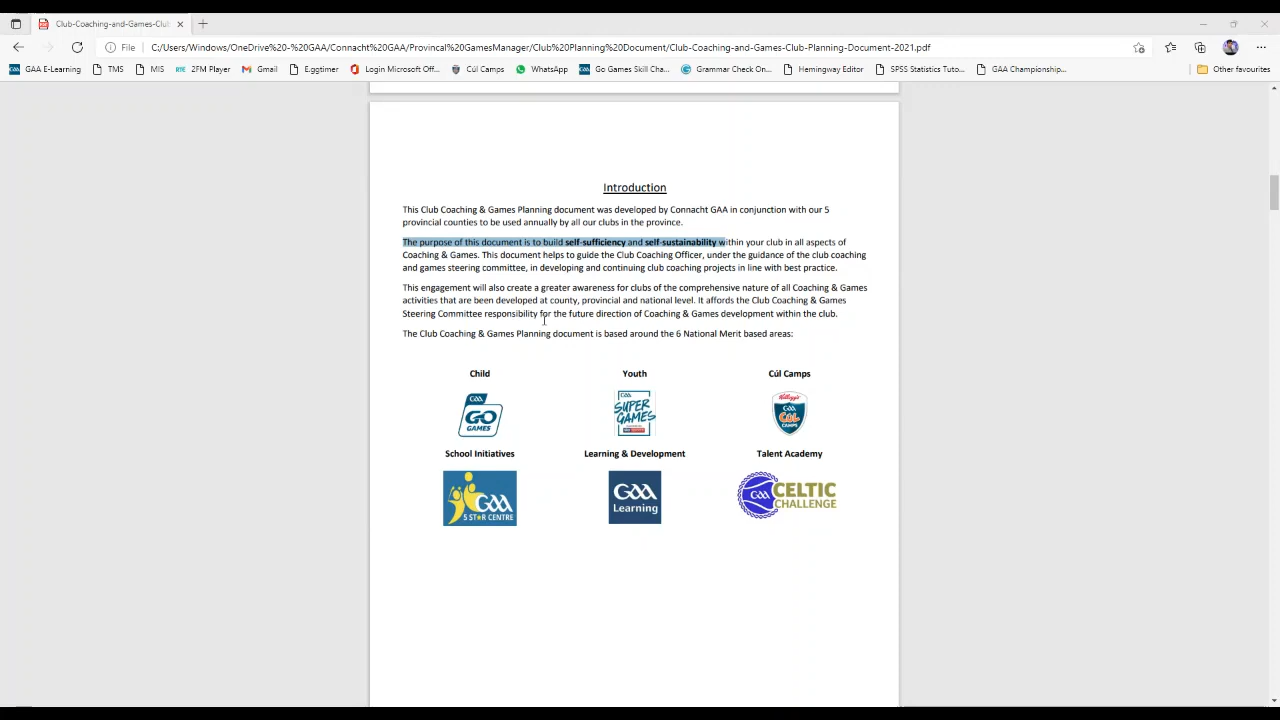 Club-Coaching-and-Games-Club
File C:/Users/Windows/OneDrive%20-%20GAA/Connacht%20GAA/Provincal%20GamesManager/Club%20Planning%20Document/Club-Coaching-and-Games-Club-Planning-Document-2021.pdf
GAA E-Learning TMS MIS 2FM Player Gmail E.ggtimer Login Microsoft Off... Cúl Camps WhatsApp Go Games Skill Cha... Grammar Check On... Hemingway Editor SPSS Statistics Tuto... GAA Championship... Other favourites
Introduction
This Club Coaching & Games Planning document was developed by Connacht GAA in conjunction with our 5
provincial counties to be used annually by all our clubs in the province.
The purpose of this document is to build self-sufficiency and self-sustainability within your club in all aspects of
Coaching & Games. This document helps to guide the Club Coaching Officer, under the guidance of the club coaching
and games steering committee, in developing and continuing club coaching projects in line with best practice.
This engagement will also create a greater awareness for clubs of the comprehensive nature of all Coaching & Games
activities that are been developed at county, provincial and national level. It affords the Club Coaching & Games
Steering Committee responsibility for the future direction of Coaching & Games development within the club.
The Club Coaching & Games Planning document is based around the 6 National Merit based areas:
Child Youth Cúl Camps
GAA
GO
GAMES
GAA
SUPER
GAMES
Kellogg's
GAA
Cúl
CAMPS
School Initiatives Learning & Development Talent Academy
GAA
5 STAR CENTRE
GAA
Learning
GAA
CELTIC
CHALLENGE